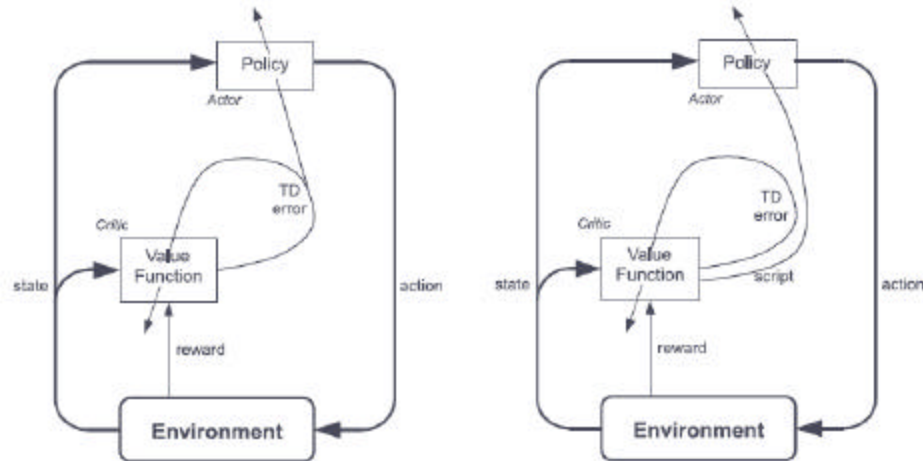 Policy
Actor
TD
error
Critic
Value
Function
state
action
reward
Environment
Policy
Actor
TD
error
Critic
Value
Function
script
state
action
reward
Environment